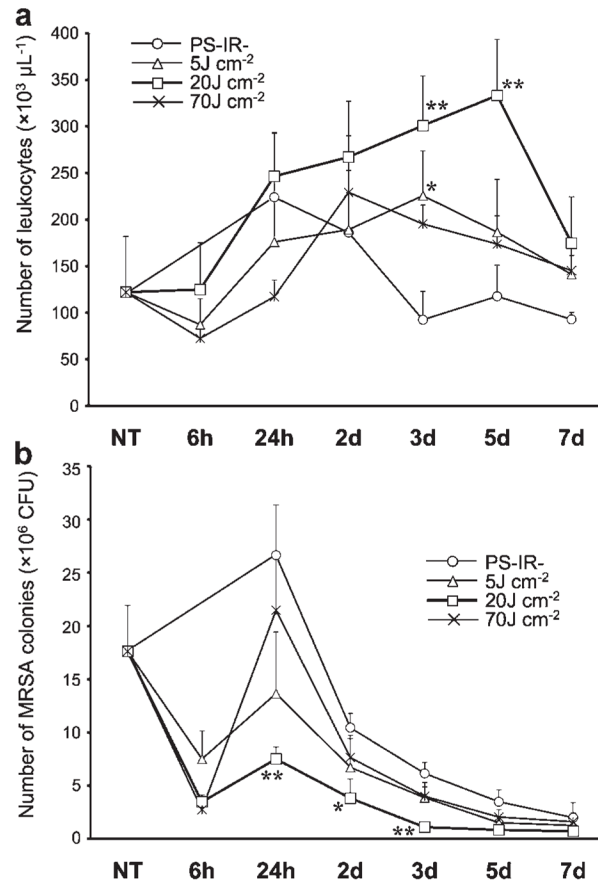 a
Number of leukocytes (×10³ µL⁻¹)
400
350
300
250
200
150
100
50
0
PS-IR-
5J cm⁻²
20J cm⁻²
70J cm⁻²
**
**
*
NT 6h 24h 2d 3d 5d 7d
b
Number of MRSA colonies (×10⁶ CFU)
35
30
25
20
15
10
5
0
PS-IR-
5J cm⁻²
20J cm⁻²
70J cm⁻²
**
*
**
NT 6h 24h 2d 3d 5d 7d